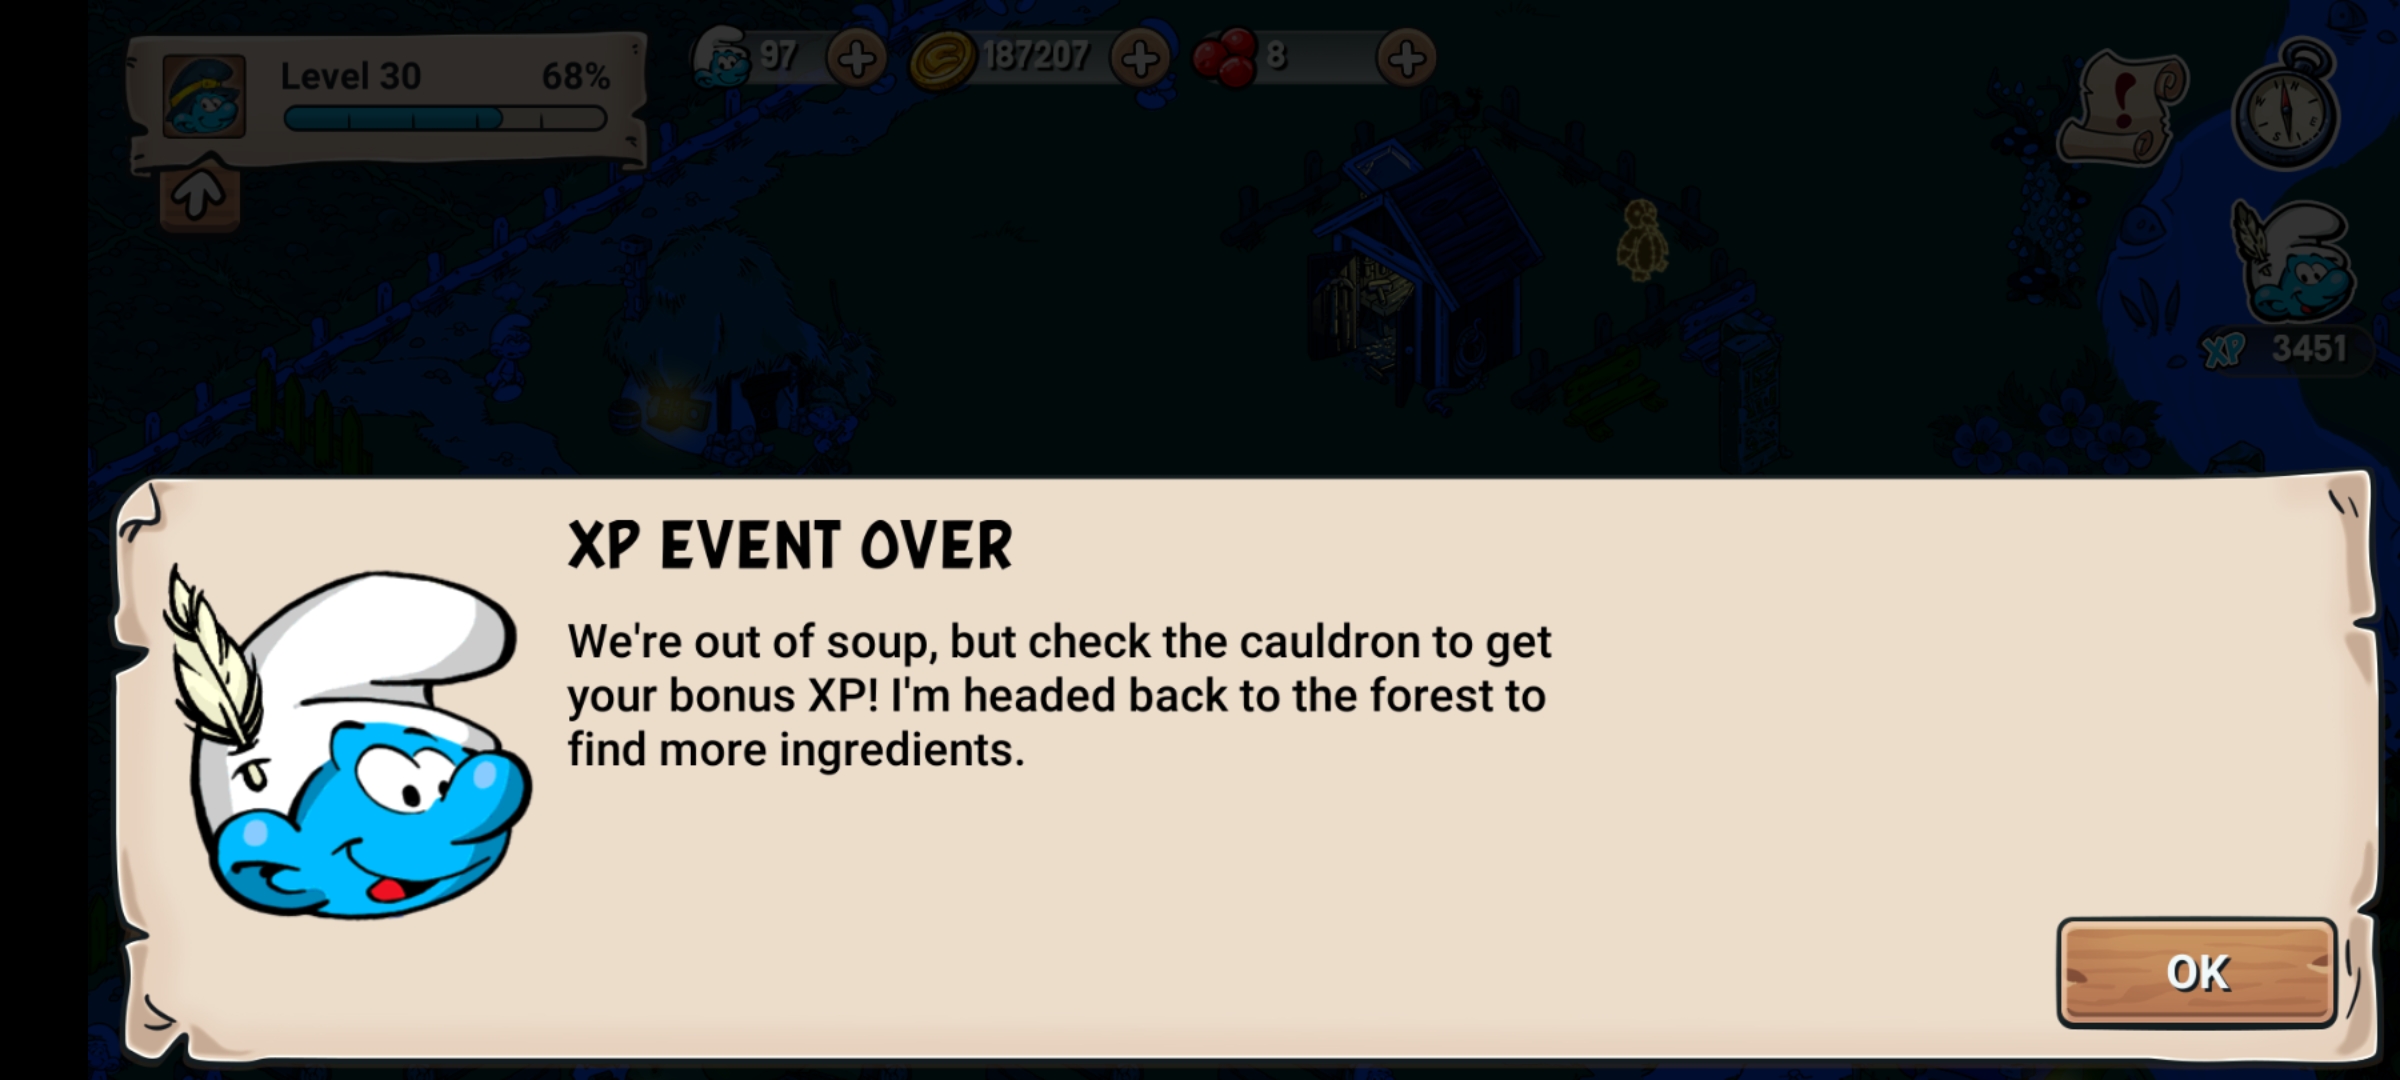 Level 30 68%
97 187207 8
XP 3451
XP EVENT OVER
We're out of soup, but check the cauldron to get
your bonus XP! I'm headed back to the forest to
find more ingredients.
OK